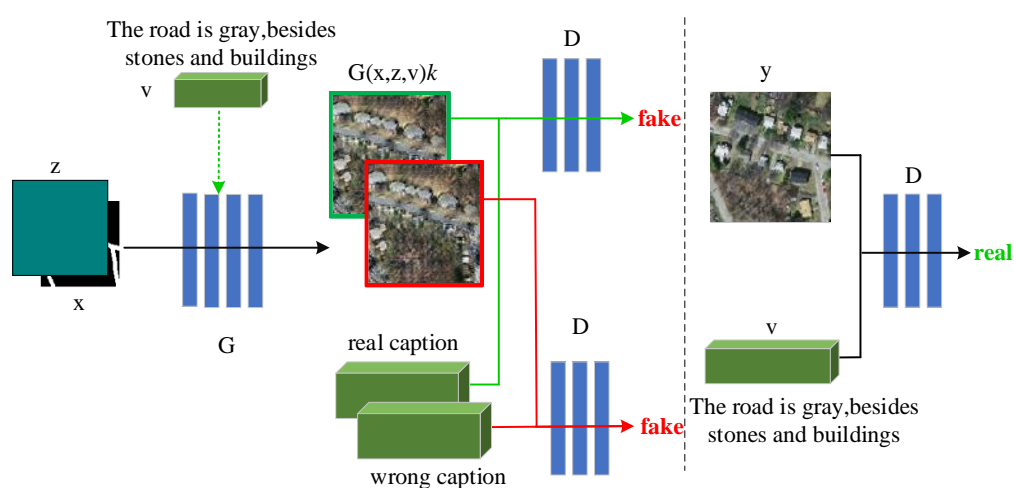 The road is gray,besides
stones and buildings
v
z
x
G
G(x,z,v)k
D
fake
real caption
wrong caption
D
fake
y
D
real
v
The road is gray,besides
stones and buildings